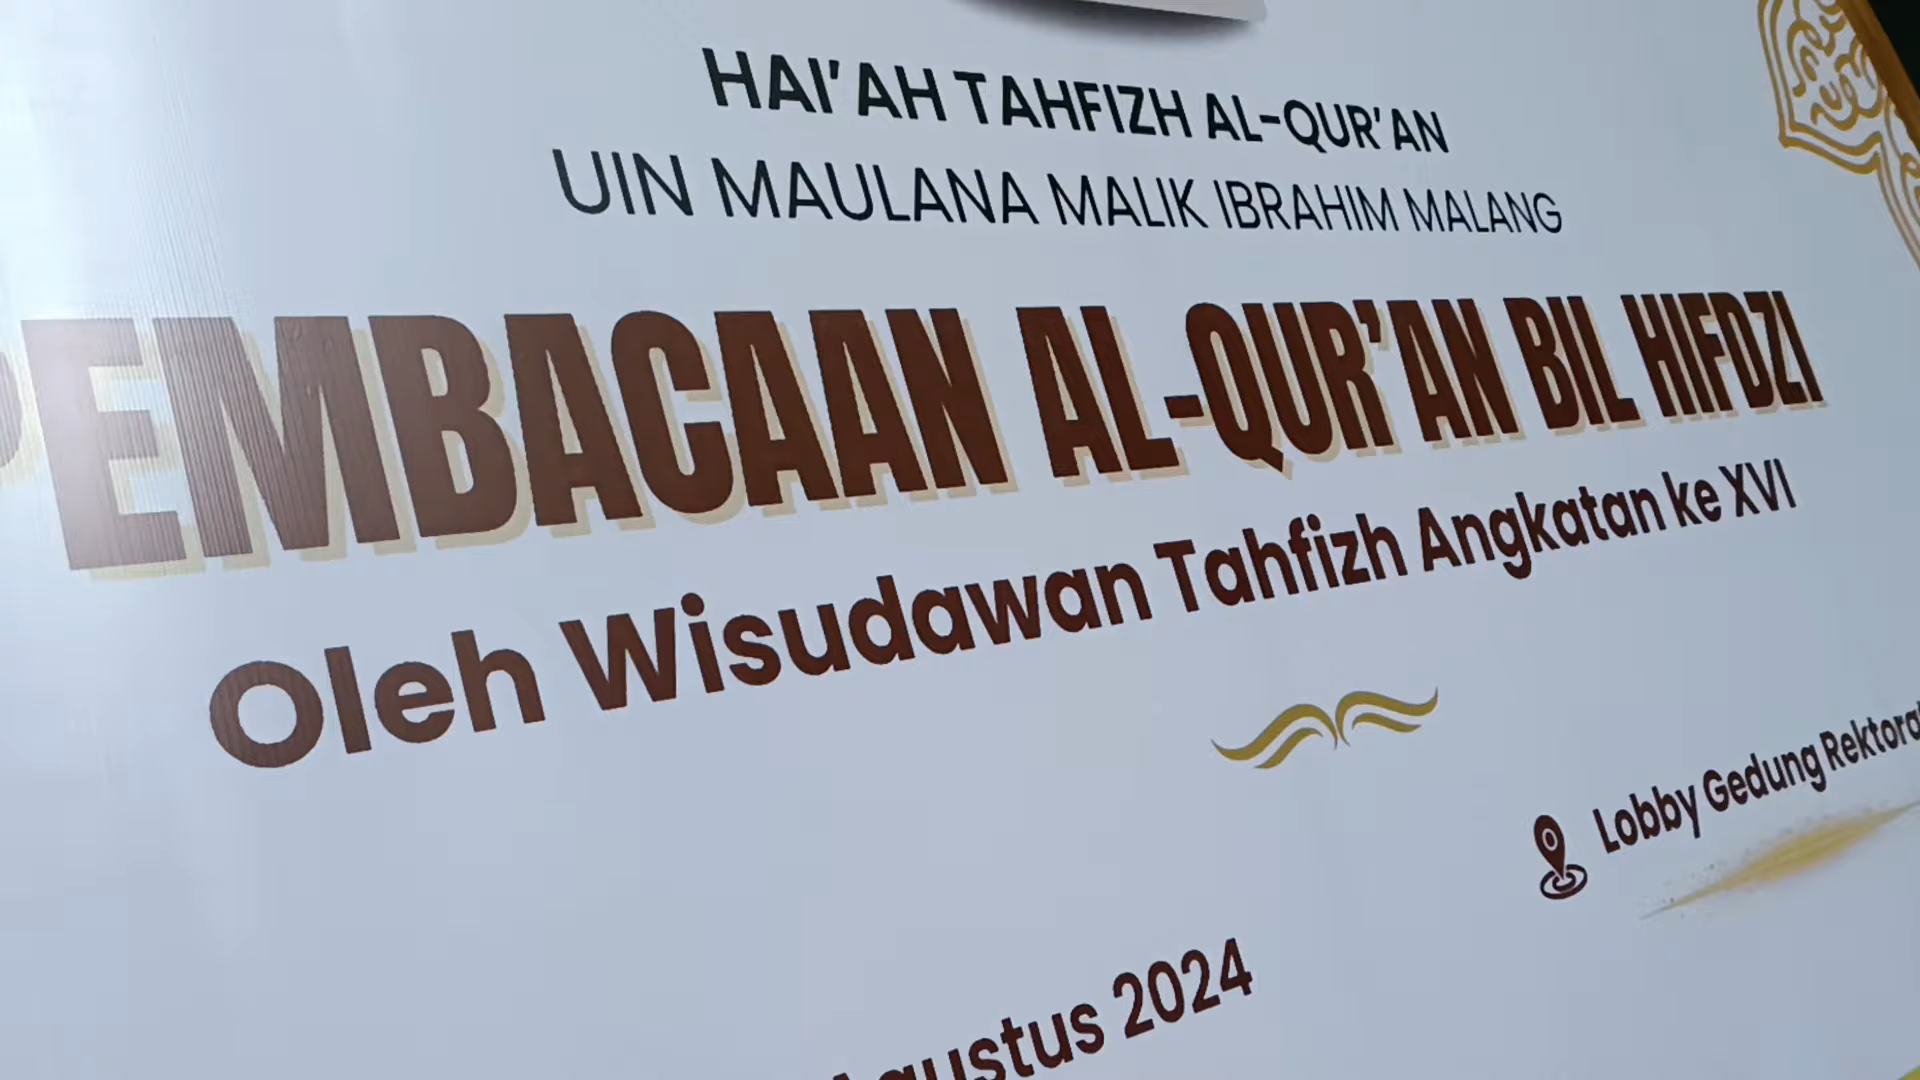 HAI'AH TAHFIZH AL-QUR'AN
UIN MAULANA MALIK IBRAHIM MALANG
PEMBACAAN AL-QUR'AN BIL HIFDZI
Oleh Wisudawan Tahfizh Angkatan ke XVI
Lobby Gedung Rektorat
Agustus 2024